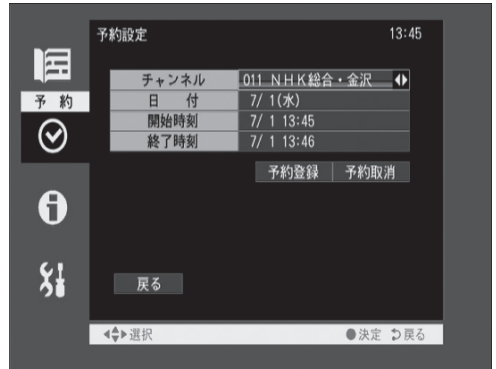 予約設定 13:45
予約
チャンネル 011 NHK総合・金沢
日 付 7/ 1(水)
開始時刻 7/ 1 13:45
終了時刻 7/ 1 13:46
予約登録 予約取消
戻る
選択 決定 戻る